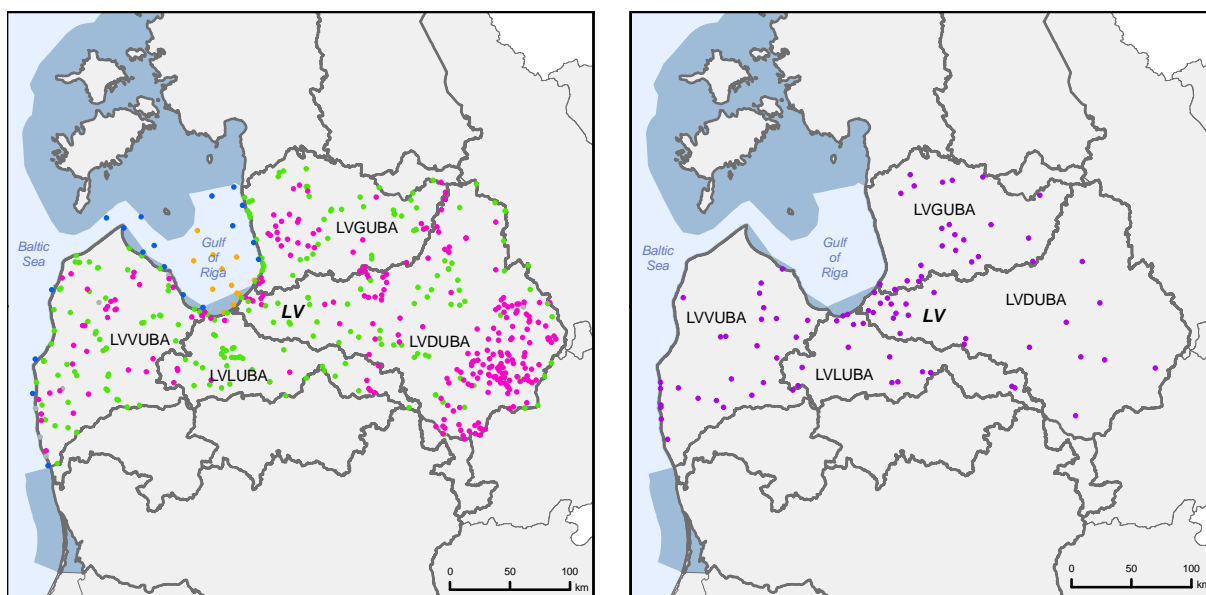 LVGUBA
Baltic
Sea
Gulf
of
Riga
LV
LVVUBA
LVDUBA
LVLUBA
0 50 100
km
LVGUBA
Baltic
Sea
Gulf
of
Riga
LVDUBA
LV
LVVUBA
LVLUBA
0 50 100
km